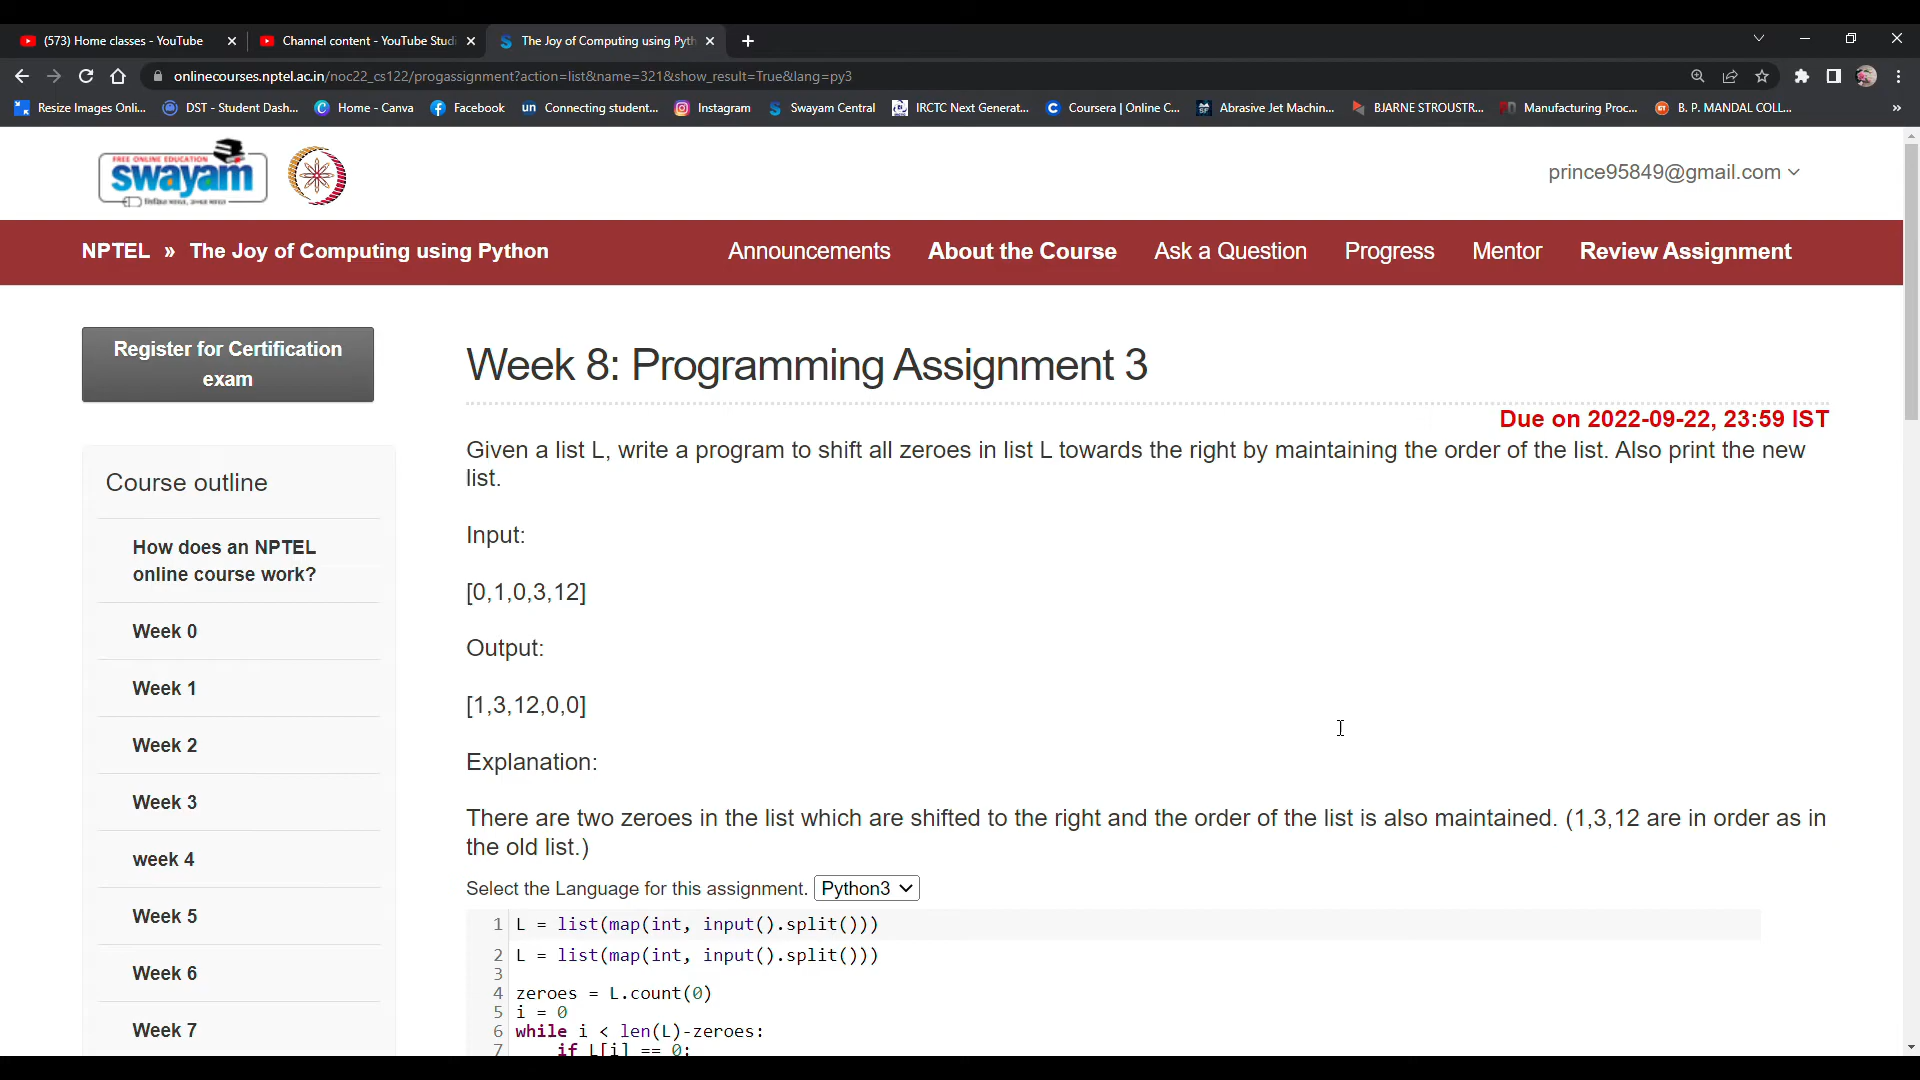 (573) Home classes - YouTube
Channel content - YouTube Studi
The Joy of Computing using Pyth
onlinecourses.nptel.ac.in/noc22_cs122/progassignment?action=list&name=321&show_result=True&lang=py3
Resize Images Onli...
DST - Student Dash...
Home - Canva
Facebook
un Connecting student...
Instagram
Swayam Central
IRCTC Next Generat...
Coursera | Online C...
Abrasive Jet Machin...
BJARNE STROUSTR...
Manufacturing Proc...
B. P. MANDAL COLL...
FREE ONLINE EDUCATION
swayam
prince95849@gmail.com
NPTEL » The Joy of Computing using Python
Announcements
About the Course
Ask a Question
Progress
Mentor
Review Assignment
Register for Certification
exam
Course outline
How does an NPTEL
online course work?
Week 0
Week 1
Week 2
Week 3
week 4
Week 5
Week 6
Week 7
Week 8: Programming Assignment 3
Due on 2022-09-22, 23:59 IST
Given a list L, write a program to shift all zeroes in list L towards the right by maintaining the order of the list. Also print the new
list.
Input:
[0,1,0,3,12]
Output:
[1,3,12,0,0]
Explanation:
There are two zeroes in the list which are shifted to the right and the order of the list is also maintained. (1,3,12 are in order as in
the old list.)
Select the Language for this assignment. Python3
1 L = list(map(int, input().split()))
2 L = list(map(int, input().split()))
3
4 zeroes = L.count(0)
5 i = 0
6 while i < len(L)-zeroes:
7 if L[i] == 0: